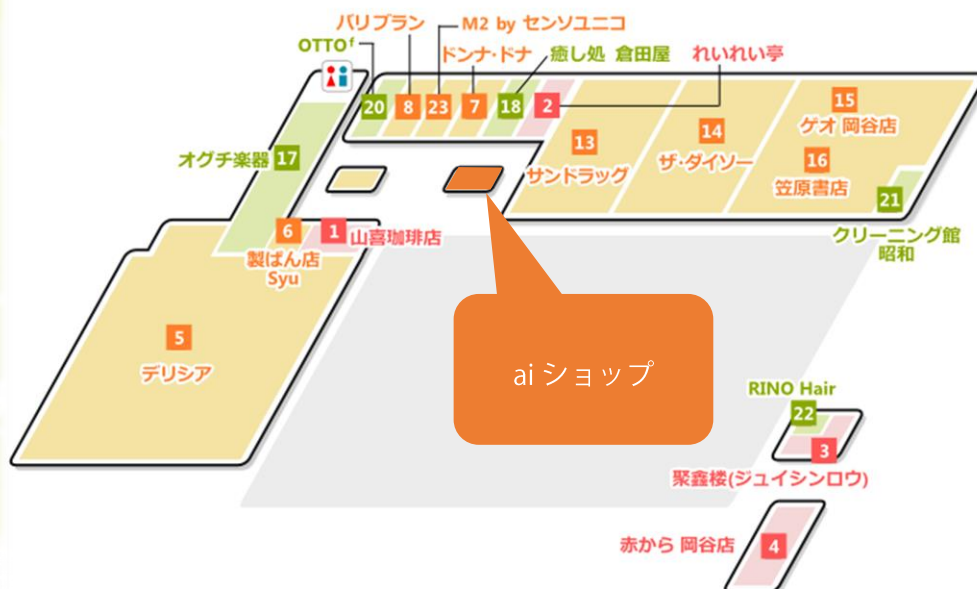 バリブラン
M2 by センソユニコ
OTTOf
ドンナ・ドナ
癒し処 倉田屋
れいれい亭
20
8
23
7
18
2
15
ゲオ 岡谷店
14
ザ・ダイソー
13
サンドラッグ
16
笠原書店
オグチ楽器 17
21
クリーニング館
昭和
6
製ぱん店
Syu
1
山喜珈琲店
5
デリシア
ai ショップ
RINO Hair
22
3
聚鑫楼(ジュイシンロウ)
赤から 岡谷店
4